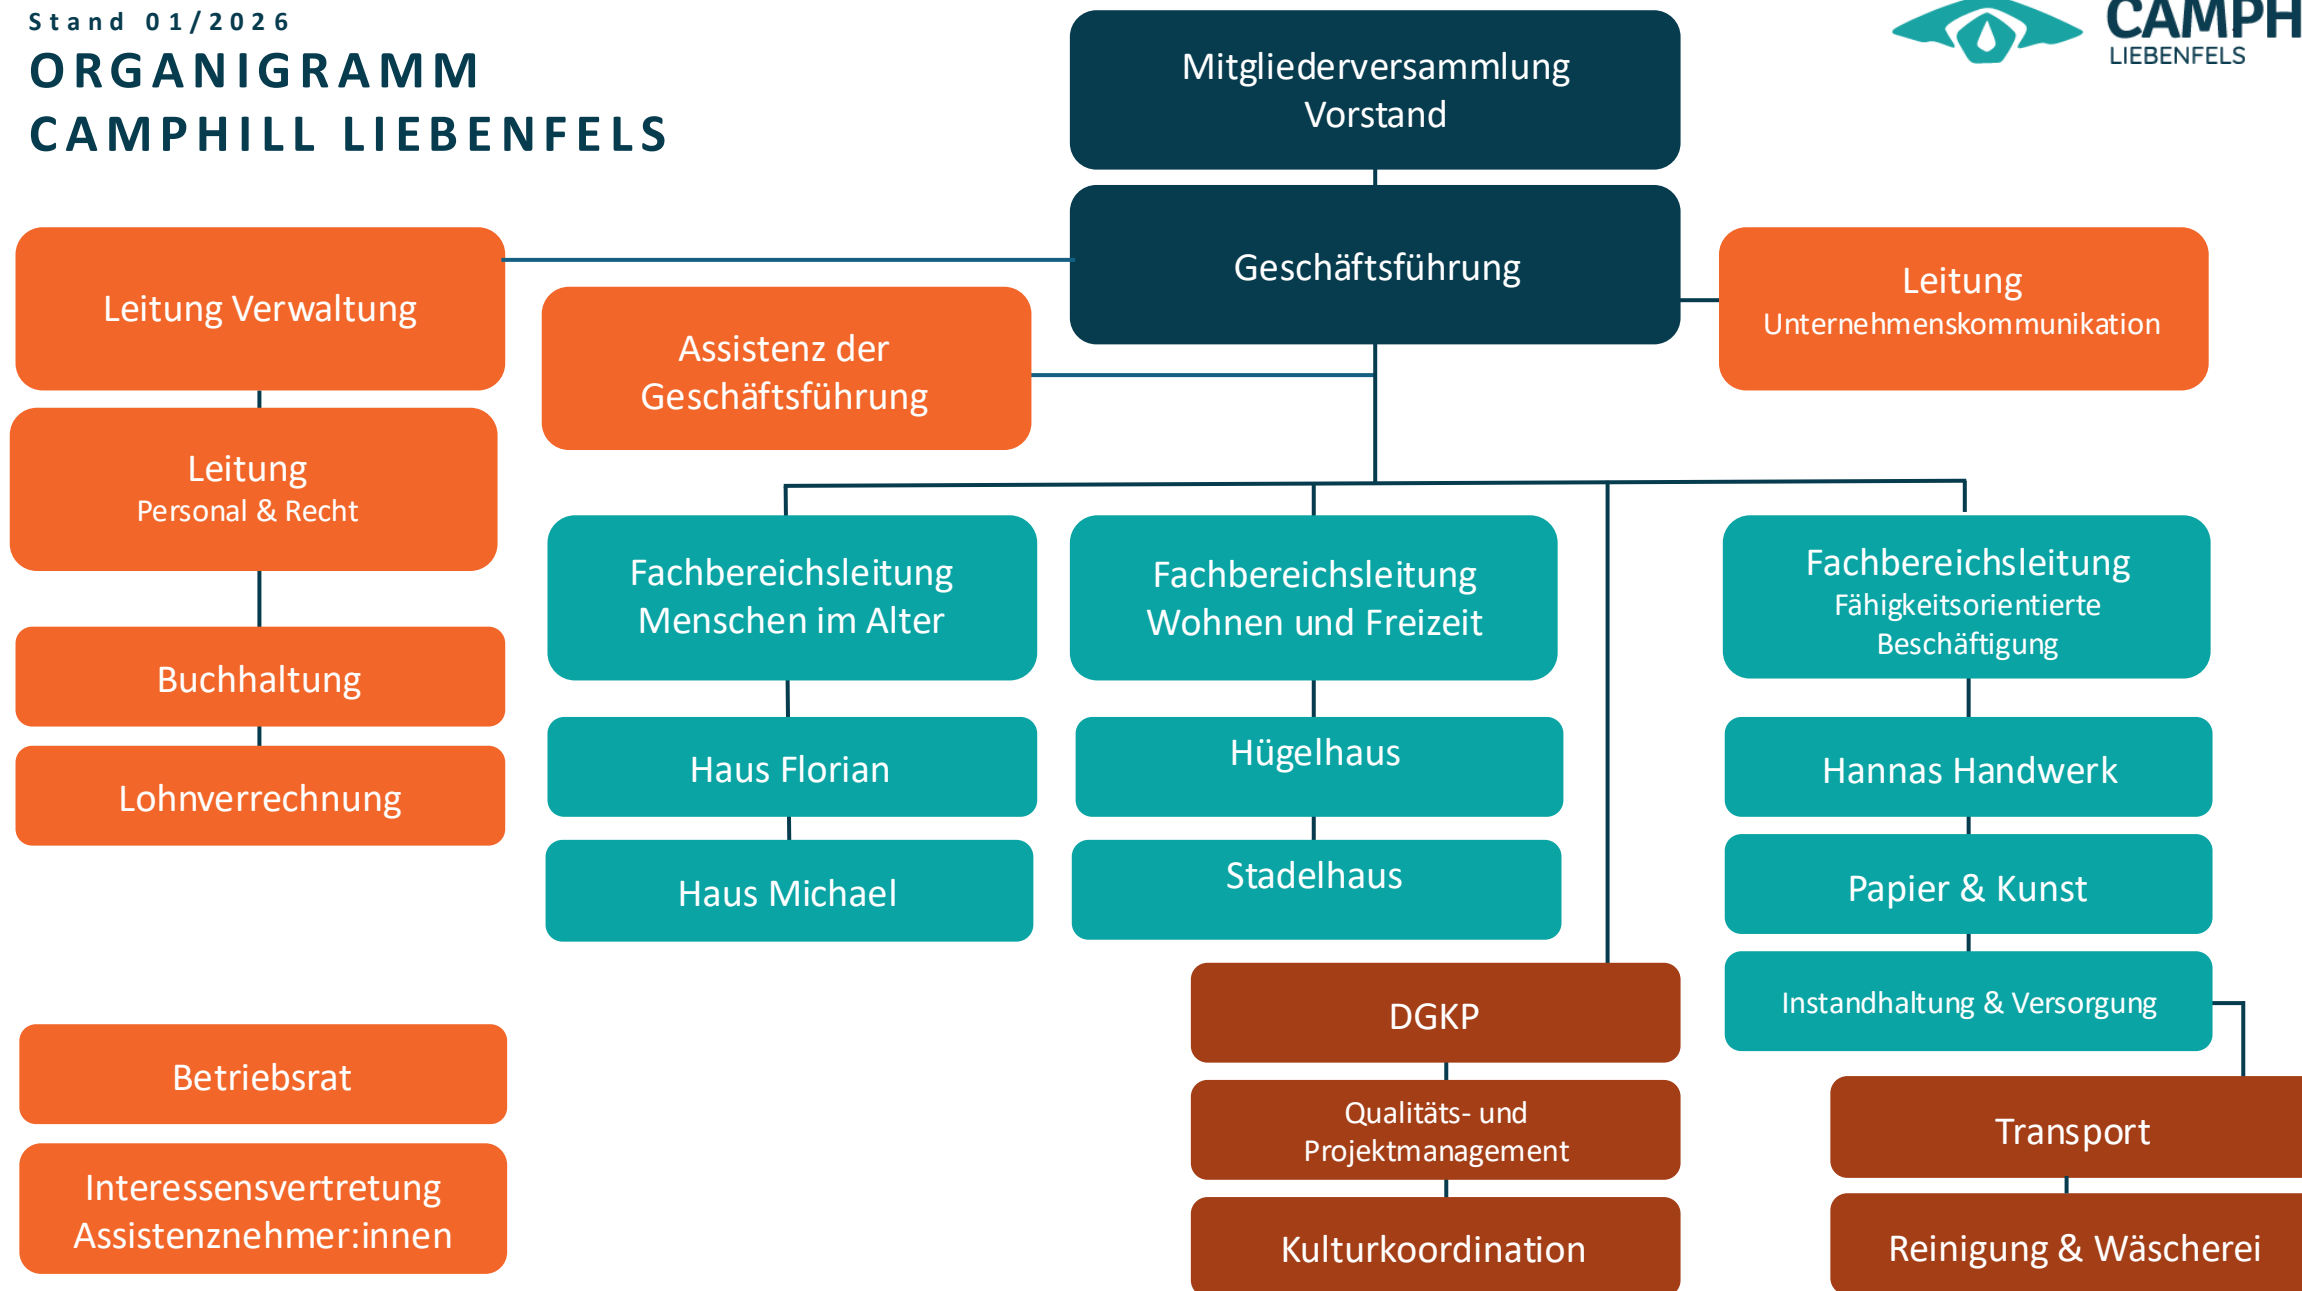 Stand 01/2026
ORGANIGRAMM
CAMPHILL LIEBENFELS
CAMPH
LIEBENFELS
Mitgliederversammlung
Vorstand
Geschäftsführung
Leitung Verwaltung
Assistenz der
Geschäftsführung
Leitung
Unternehmenskommunikation
Leitung
Personal & Recht
Buchhaltung
Lohnverrechnung
Fachbereichsleitung
Menschen im Alter
Haus Florian
Haus Michael
Fachbereichsleitung
Wohnen und Freizeit
Hügelhaus
Stadelhaus
Fachbereichsleitung
Fähigkeitsorientierte
Beschäftigung
Hannas Handwerk
Papier & Kunst
Instandhaltung & Versorgung
DGKP
Qualitäts- und
Projektmanagement
Kulturkoordination
Transport
Reinigung & Wäscherei
Betriebsrat
Interessensvertretung
Assistenznehmer:innen